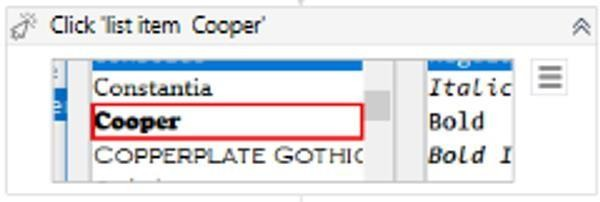 Click 'list item Cooper'
Constantia
Italic
Cooper
Bold
COPPERPLATE GOTHIC
Bold I